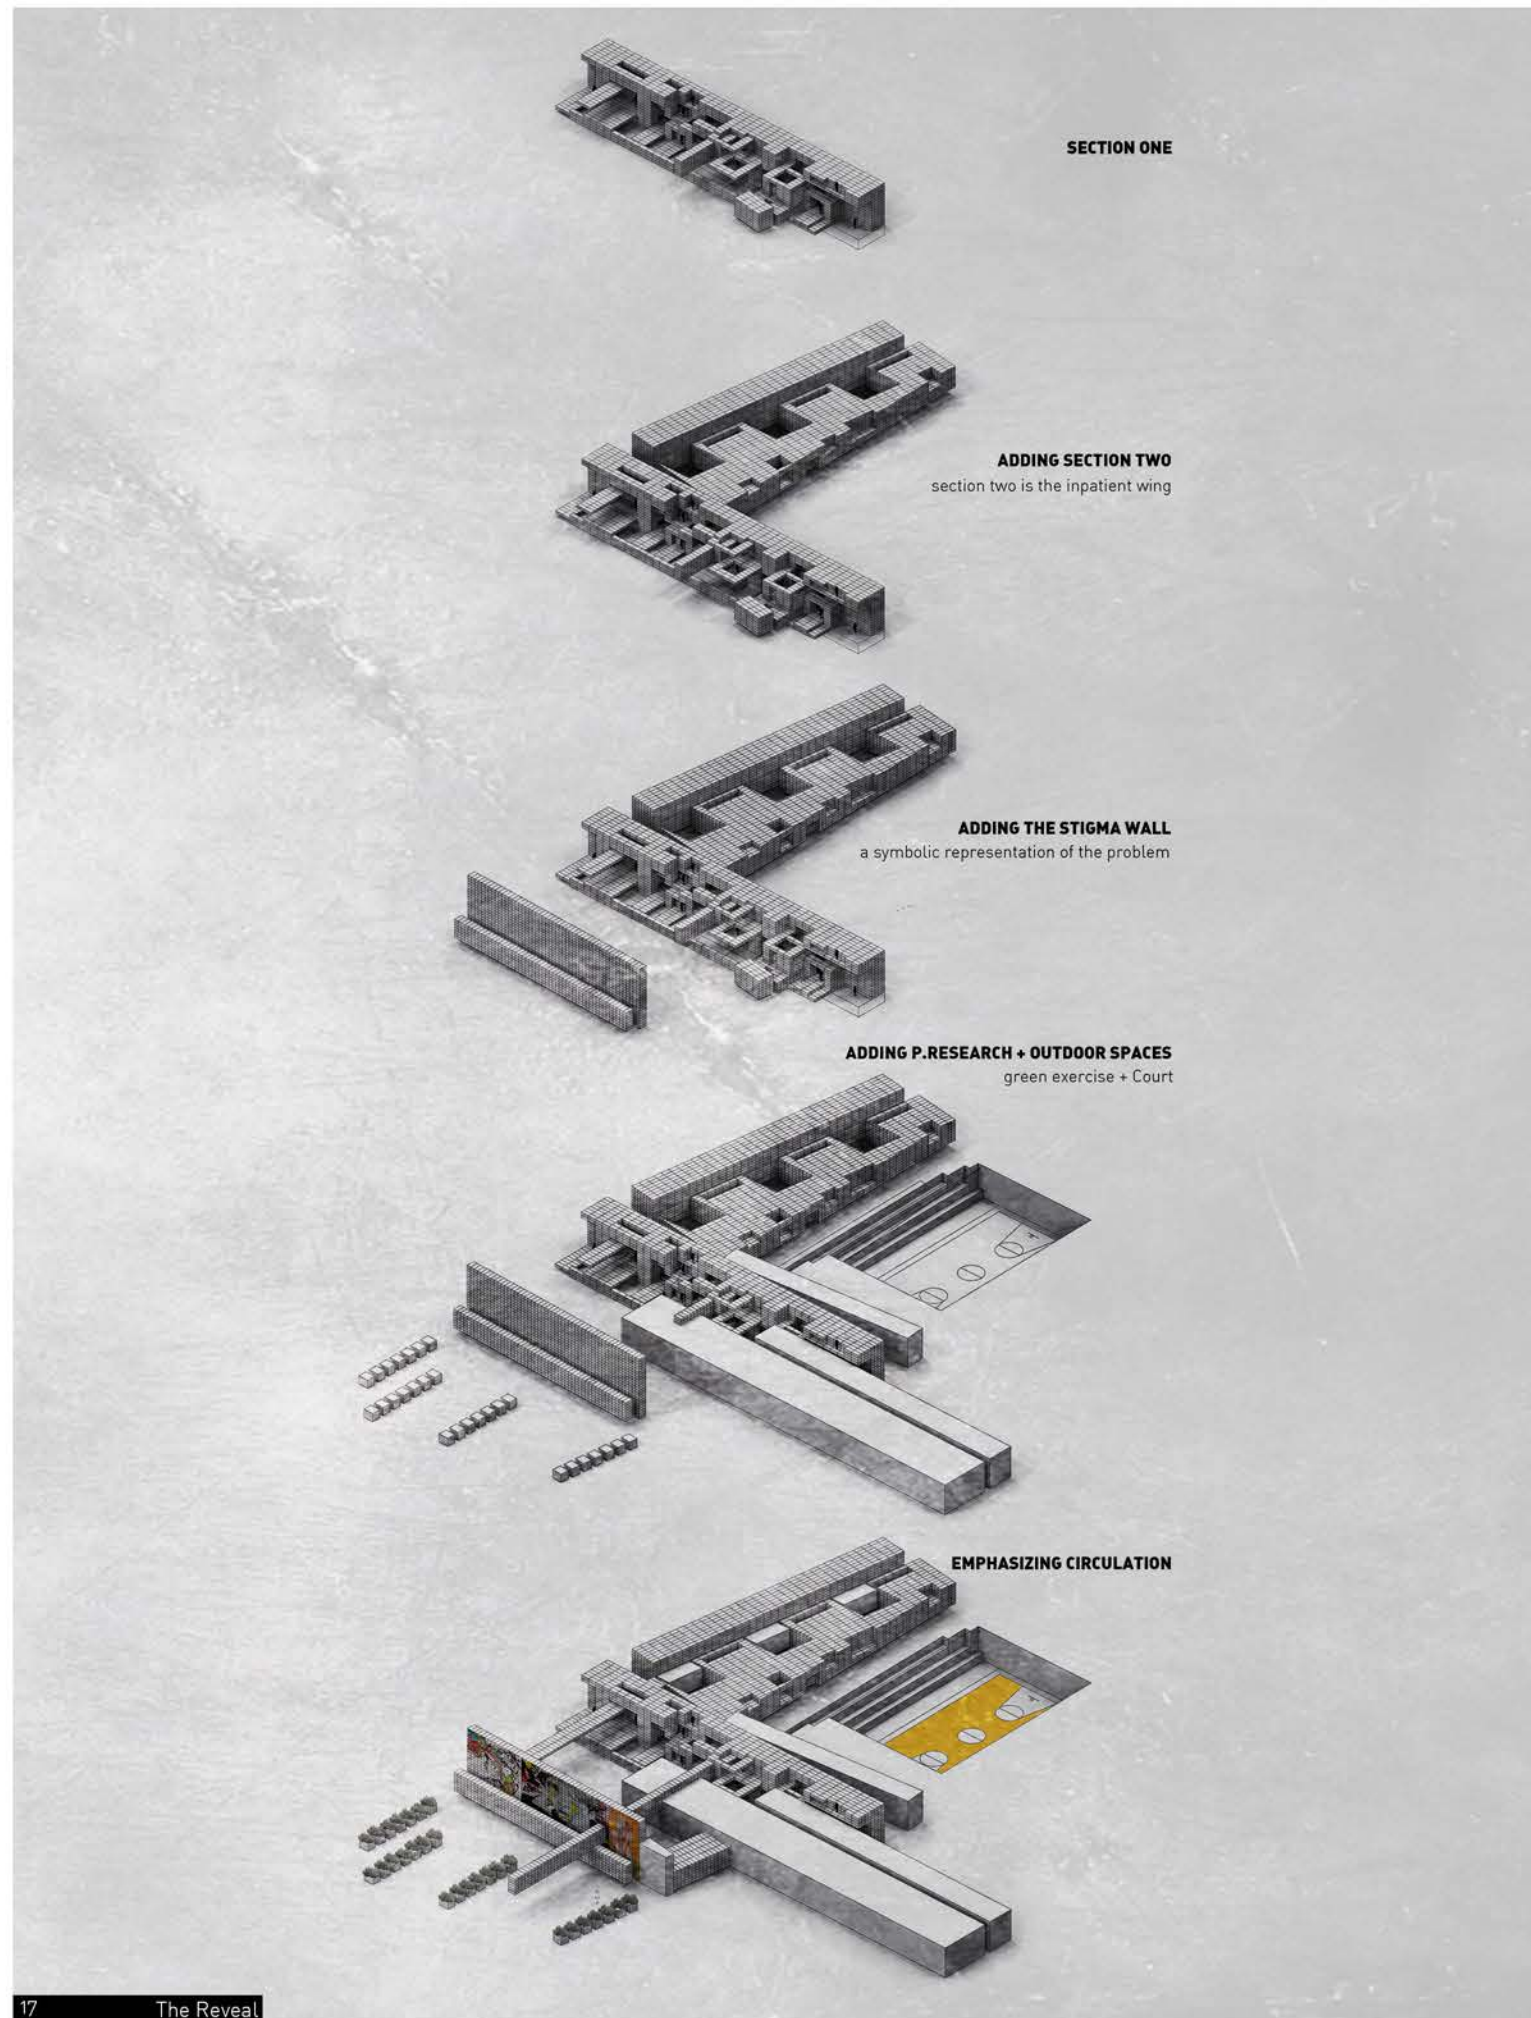 SECTION ONE
ADDING SECTION TWO
section two is the inpatient wing
ADDING THE STIGMA WALL
a symbolic representation of the problem
ADDING P.RESEARCH + OUTDOOR SPACES
green exercise + Court
EMPHASIZING CIRCULATION
17 The Reveal